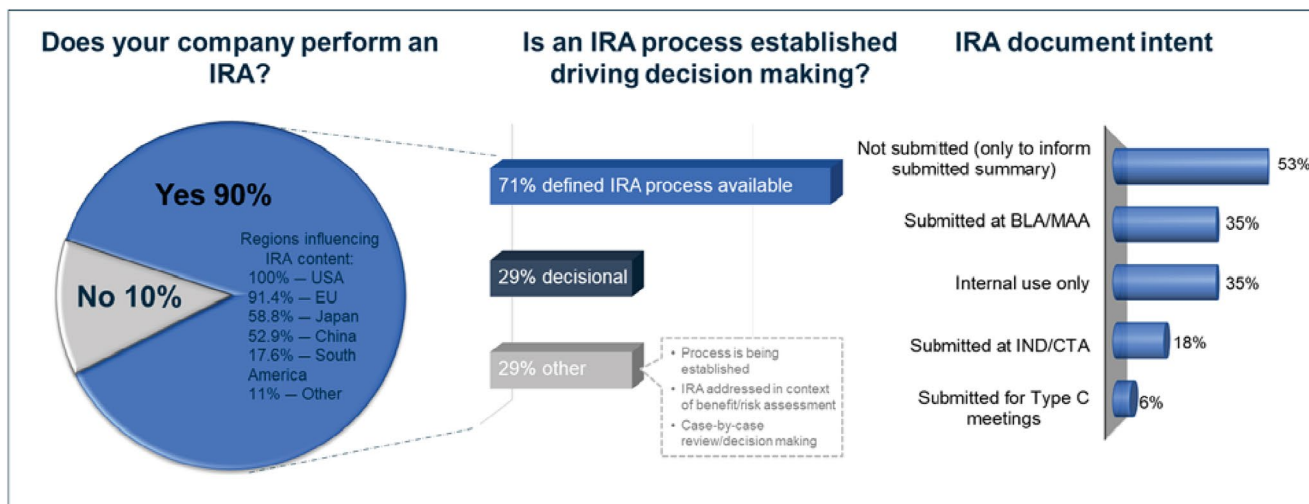 Does your company perform an
IRA?
Yes 90%
No 10%
Regions influencing
IRA content:
100% — USA
91.4% — EU
58.8% — Japan
52.9% — China
17.6% — South
America
11% — Other
Is an IRA process established
driving decision making?
71% defined IRA process available
29% decisional
29% other
• Process is being
established
• IRA addressed in context
of benefit/risk assessment
• Case-by-case
review/decision making
IRA document intent
Not submitted (only to inform
submitted summary)
53%
Submitted at BLA/MAA
35%
Internal use only
35%
Submitted at IND/CTA
18%
Submitted for Type C
meetings
6%